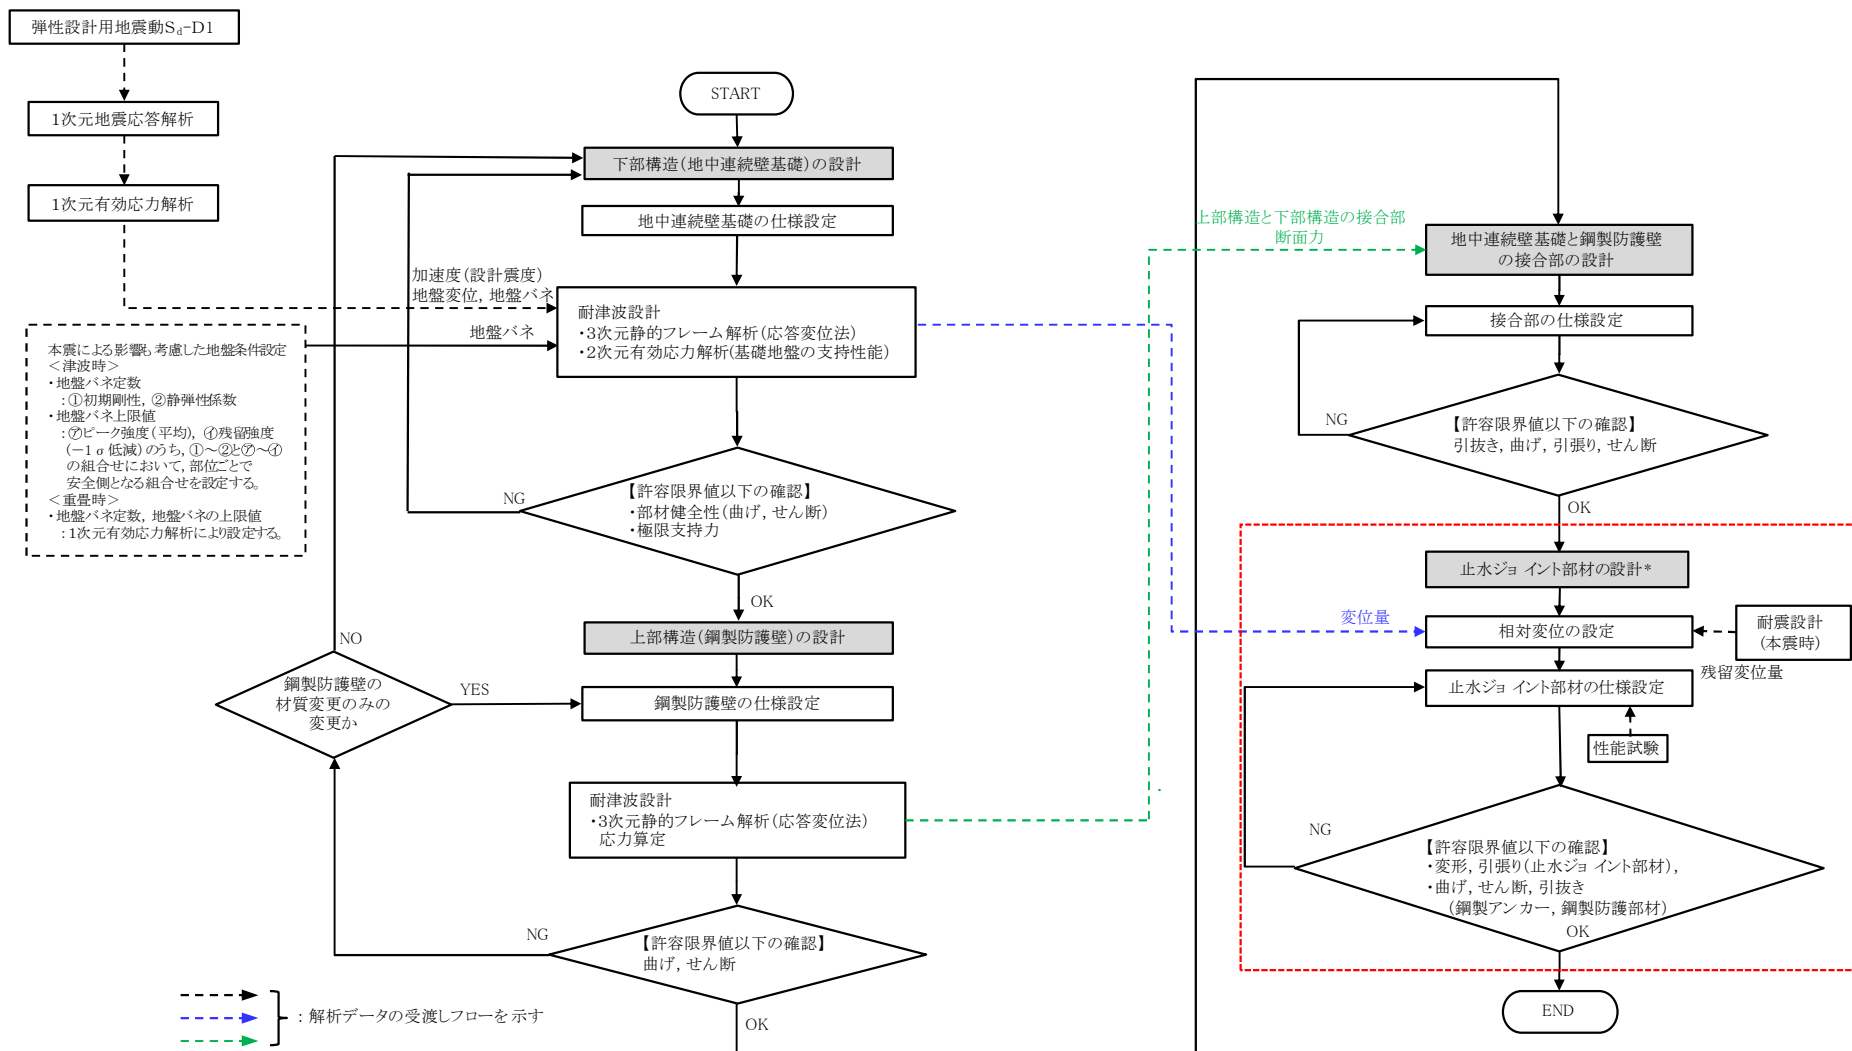 弾性設計用地震動Sd-D1
1次元地震応答解析
1次元有効応力解析
START
下部構造(地中連続壁基礎)の設計
地中連続壁基礎の仕様設定
加速度(設計震度)
地盤変位, 地盤バネ
地盤バネ
耐津波設計
・3次元静的フレーム解析(応答変位法)
・2次元有効応力解析(基礎地盤の支持性能)
本震による影響も考慮した地盤条件設定
<津波時>
・地盤バネ定数
:①初期剛性, ②静弾性係数
・地盤バネ上限値
:㋐ピーク強度(平均), ㋑残留強度
(−1σ低減)のうち, ①～②と㋐～㋑
の組合せにおいて, 部位ごとで
安全側となる組合せを設定する。
<重畳時>
・地盤バネ定数, 地盤バネの上限値
:1次元有効応力解析により設定する。
NG
【許容限界値以下の確認】
・部材健全性(曲げ, せん断)
・極限支持力
OK
上部構造(鋼製防護壁)の設計
NO
鋼製防護壁の
材質変更のみの
変更か
YES
鋼製防護壁の仕様設定
耐津波設計
・3次元静的フレーム解析(応答変位法)
応力算定
NG
【許容限界値以下の確認】
曲げ, せん断
OK
:解析データの受渡しフローを示す
上部構造と下部構造の接合部
断面力
地中連続壁基礎と鋼製防護壁
の接合部の設計
接合部の仕様設定
NG
【許容限界値以下の確認】
引抜き, 曲げ, 引張り, せん断
OK
止水ジョイント部材の設計*
変位量
相対変位の設定
耐震設計
(本震時)
残留変位量
止水ジョイント部材の仕様設定
性能試験
NG
【許容限界値以下の確認】
・変形, 引張り(止水ジョイント部材),
・曲げ, せん断, 引抜き
(鋼製アンカー, 鋼製防護部材)
OK
END